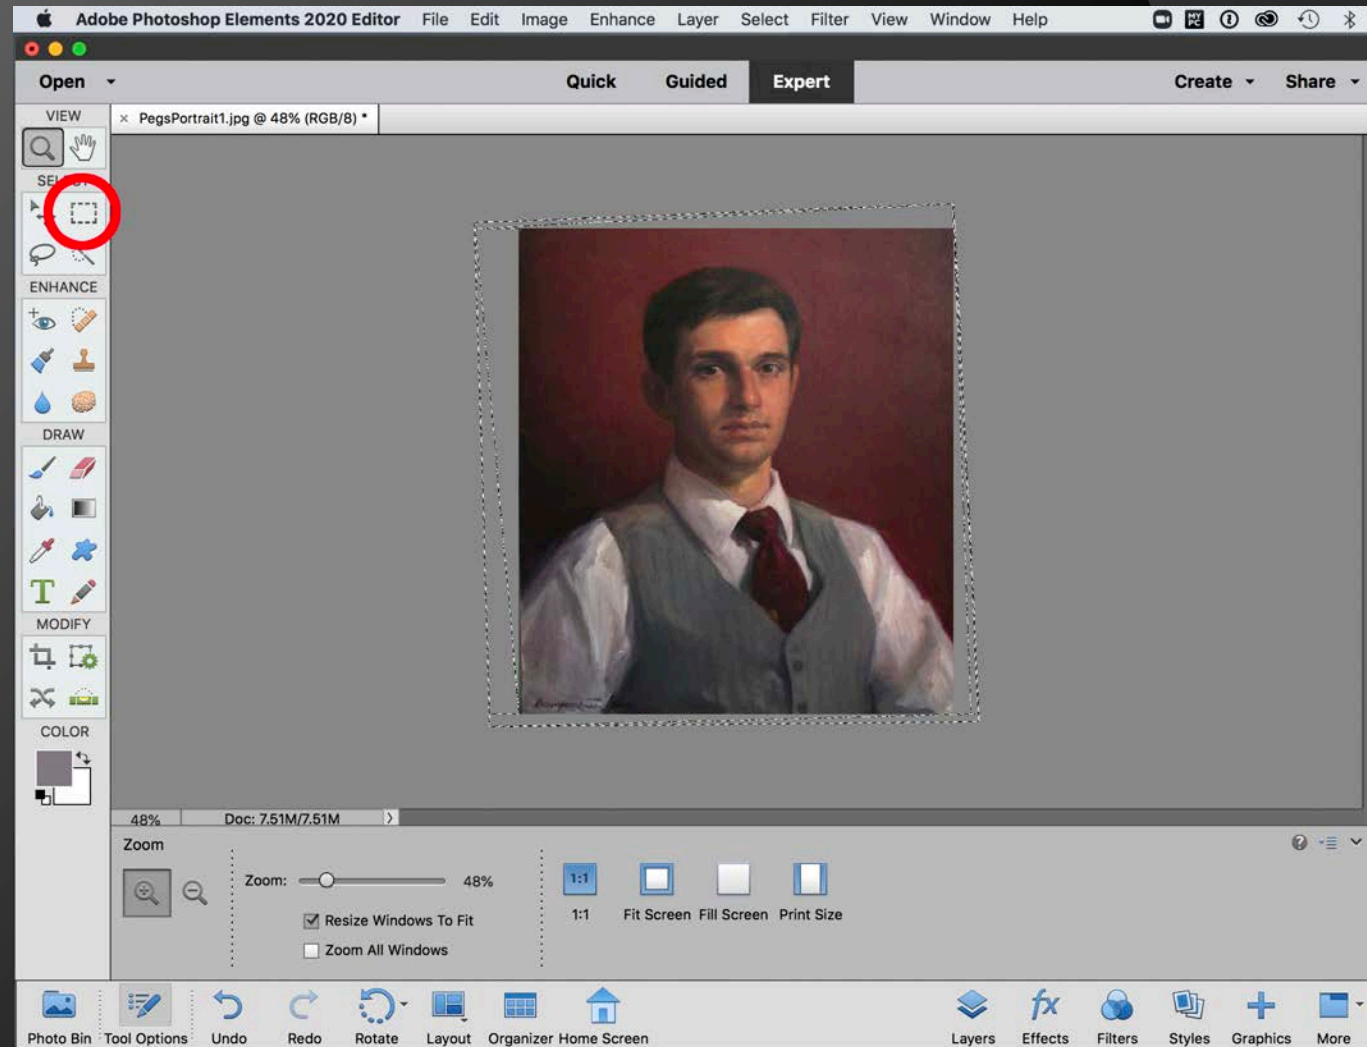 Adobe Photoshop Elements 2020 Editor File Edit Image Enhance Layer Select Filter View Window Help
Open Quick Guided Expert Create Share
VIEW
× PegsPortrait1.jpg @ 48% (RGB/8) *
ENHANCE
DRAW
T
MODIFY
COLOR
48% Doc: 7.51M/7.51M
Zoom
Zoom: 48%
1:1
1:1 Fit Screen Fill Screen Print Size
Resize Windows To Fit
Zoom All Windows
Photo Bin Tool Options Undo Redo Rotate Layout Organizer Home Screen Layers Effects Filters Styles Graphics More